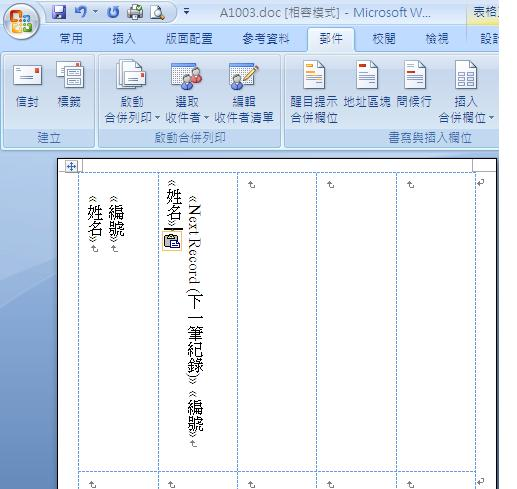 A1003.doc [相容模式] - Microsoft W...
表格
常用 插入 版面配置 參考資料 郵件 校閱 檢視 設
信封 標籤
建立
啟動合併列印 選取收件者 編輯收件者清單
啟動合併列印
醒目提示合併欄位 地址區塊 問候行 插入合併欄位
書寫與插入欄位
«編號»
«姓名»
«Next Record (下一筆紀錄)» «編號»
«姓名»